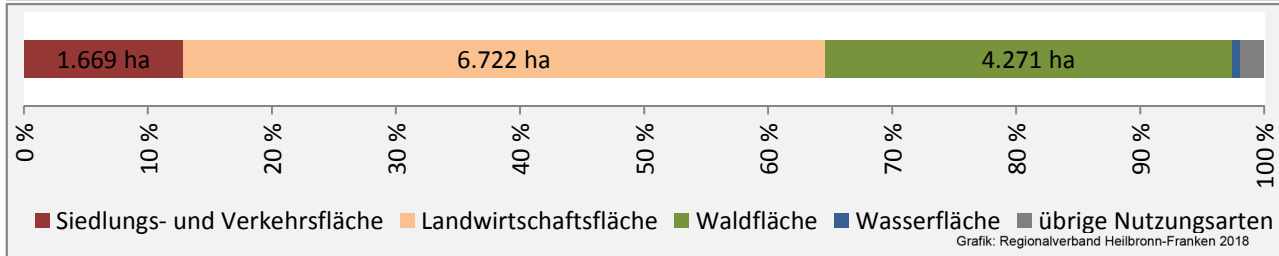 1.669 ha 6.722 ha 4.271 ha
0 % 10 % 20 % 30 % 40 % 50 % 60 % 70 % 80 % 90 % 100 %
Siedlungs- und Verkehrsfläche Landwirtschaftsfläche Waldfläche Wasserfläche übrige Nutzungsarten
Grafik: Regionalverband Heilbronn-Franken 2018